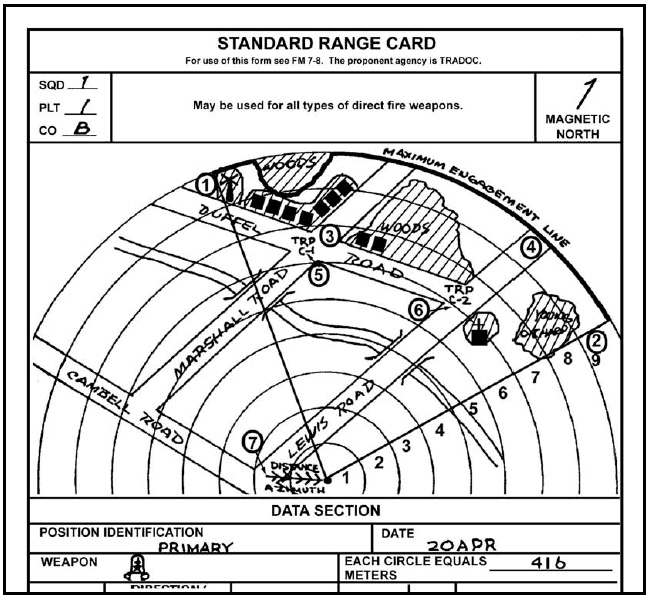 STANDARD RANGE CARD
For use of this form see FM 7-8. The proponent agency is TRADOC.
SQD 1
PLT 1
CO B
May be used for all types of direct fire weapons.
MAGNETIC
NORTH
MAXIMUM ENGAGEMENT LINE
WOODS
1
DUFFEL
3
WOODS
4
TRP
C-1
ROAD
5
TRP
C-2
6
MARSHALL ROAD
2
9
8
7
6
5
4
3
2
1
CAMBELL ROAD
LEWIS ROAD
7
DISTANCE
AZIMUTH
DATA SECTION
POSITION IDENTIFICATION
PRIMARY
DATE
20APR
WEAPON
EACH CIRCLE EQUALS 416
METERS
DIRECTION/